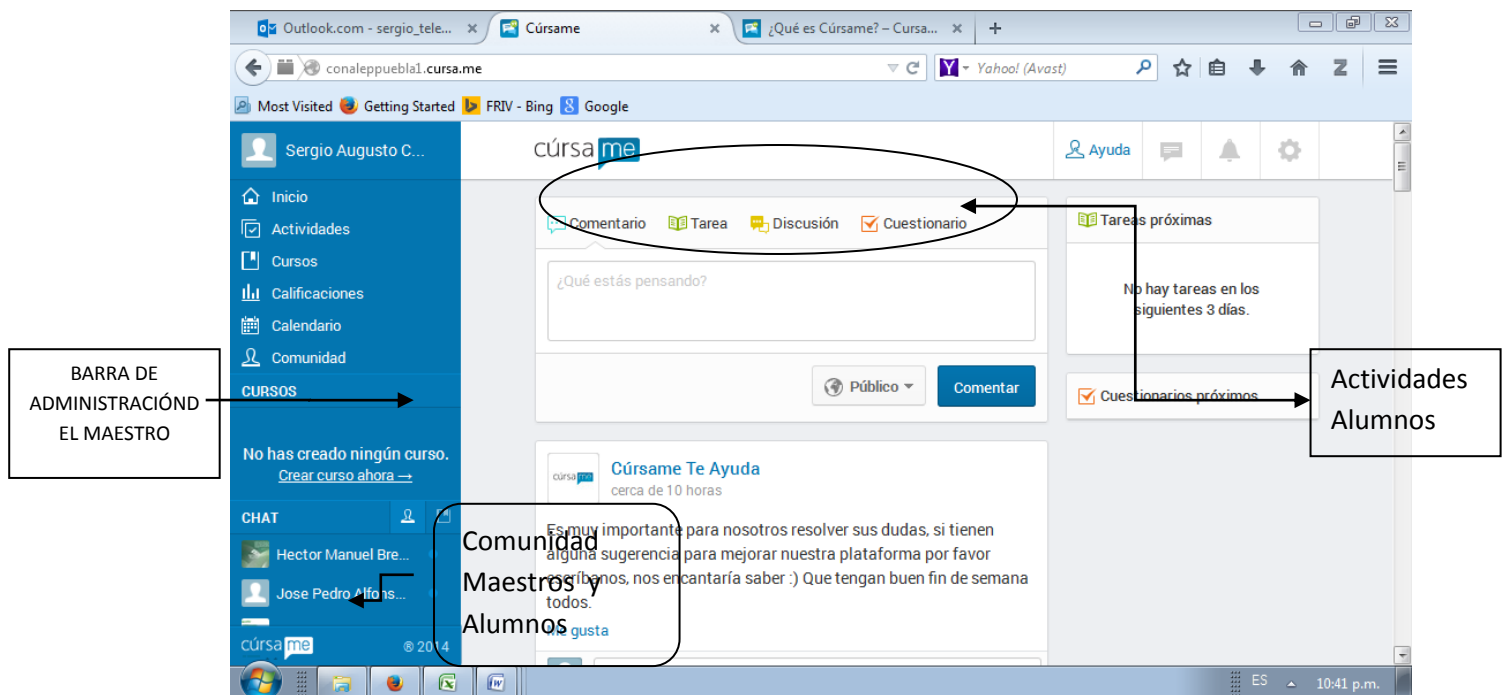 Outlook.com - sergio_tele...
Cúrsame
¿Qué es Cúrsame? – Cursa...
conaleppuebla1.cursa.me
Yahoo! (Avast)
Most Visited
Getting Started
FRIV - Bing
Google
Sergio Augusto C...
Inicio
Actividades
Cursos
Calificaciones
Calendario
Comunidad
CURSOS
No has creado ningún curso.
Crear curso ahora →
CHAT
Hector Manuel Bre...
Jose Pedro Alfons...
cúrsa me
® 2014
cúrsa me
Ayuda
Comentario
Tarea
Discusión
Cuestionario
¿Qué estás pensando?
Público
Comentar
cúrsa me
Cúrsame Te Ayuda
cerca de 10 horas
Es muy importante para nosotros resolver sus dudas, si tienen
alguna sugerencia para mejorar nuestra plataforma por favor
escríbanos, nos encantaría saber :) Que tengan buen fin de semana
todos.
Me gusta
Tareas próximas
No hay tareas en los
siguientes 3 días.
Cuestionarios próximos
BARRA DE
ADMINISTRACIÓND
EL MAESTRO
Comunidad
Maestros y
Alumnos
Actividades
Alumnos
ES
10:41 p.m.